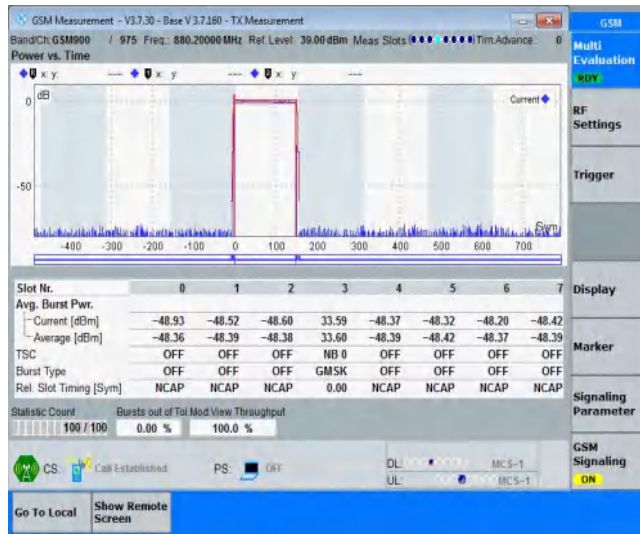 GSM Measurement - V3.7.30 - Base V 3.7.160 - TX Measurement
GSM
Band/Ch:GSM900 / 975 Freq.: 880.20000 MHz Ref. Level: 39.00 dBm Meas Slots Tim.Advance: 0
Power vs. Time
Multi Evaluation
RDY
x y: --- x y --- x y ---
dB
Current
0
-50
Sym
-400 -300 -200 -100 0 100 200 300 400 500 600 700
RF Settings
Trigger
Slot Nr. 0 1 2 3 4 5 6 7
Avg. Burst Pwr.
Current [dBm] -48.93 -48.52 -48.60 33.59 -48.37 -48.32 -48.20 -48.42
Average [dBm] -48.36 -48.39 -48.38 33.60 -48.39 -48.42 -48.37 -48.39
TSC OFF OFF OFF NB 0 OFF OFF OFF OFF
Burst Type OFF OFF OFF GMSK OFF OFF OFF OFF
Rel. Slot Timing [Sym] NCAP NCAP NCAP 0.00 NCAP NCAP NCAP NCAP
Display
Marker
Statistic Count Bursts out of Tol. Mod View Throughput
100 / 100 0.00 % 100.0 %
Signaling Parameter
CS: Call Established PS: OFF DL: MCS-1
UL: MCS-1
GSM Signaling
ON
Go To Local
Show Remote Screen